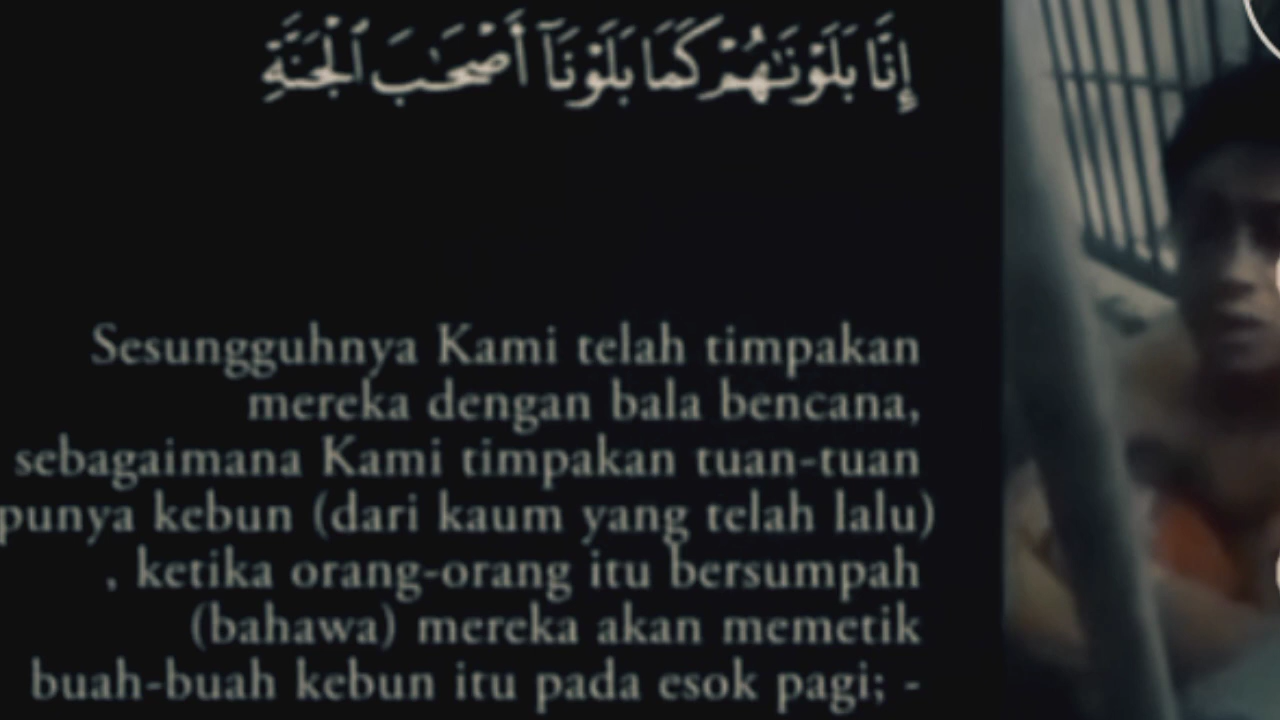 إِنَّا بَلَوْنَـٰهُمْ كَمَا بَلَوْنَآ أَصْحَـٰبَ ٱلْجَنَّةِ
Sesungguhnya Kami telah timpakan
mereka dengan bala bencana,
sebagaimana Kami timpakan tuan-tuan
punya kebun (dari kaum yang telah lalu)
, ketika orang-orang itu bersumpah
(bahawa) mereka akan memetik
buah-buah kebun itu pada esok pagi; -